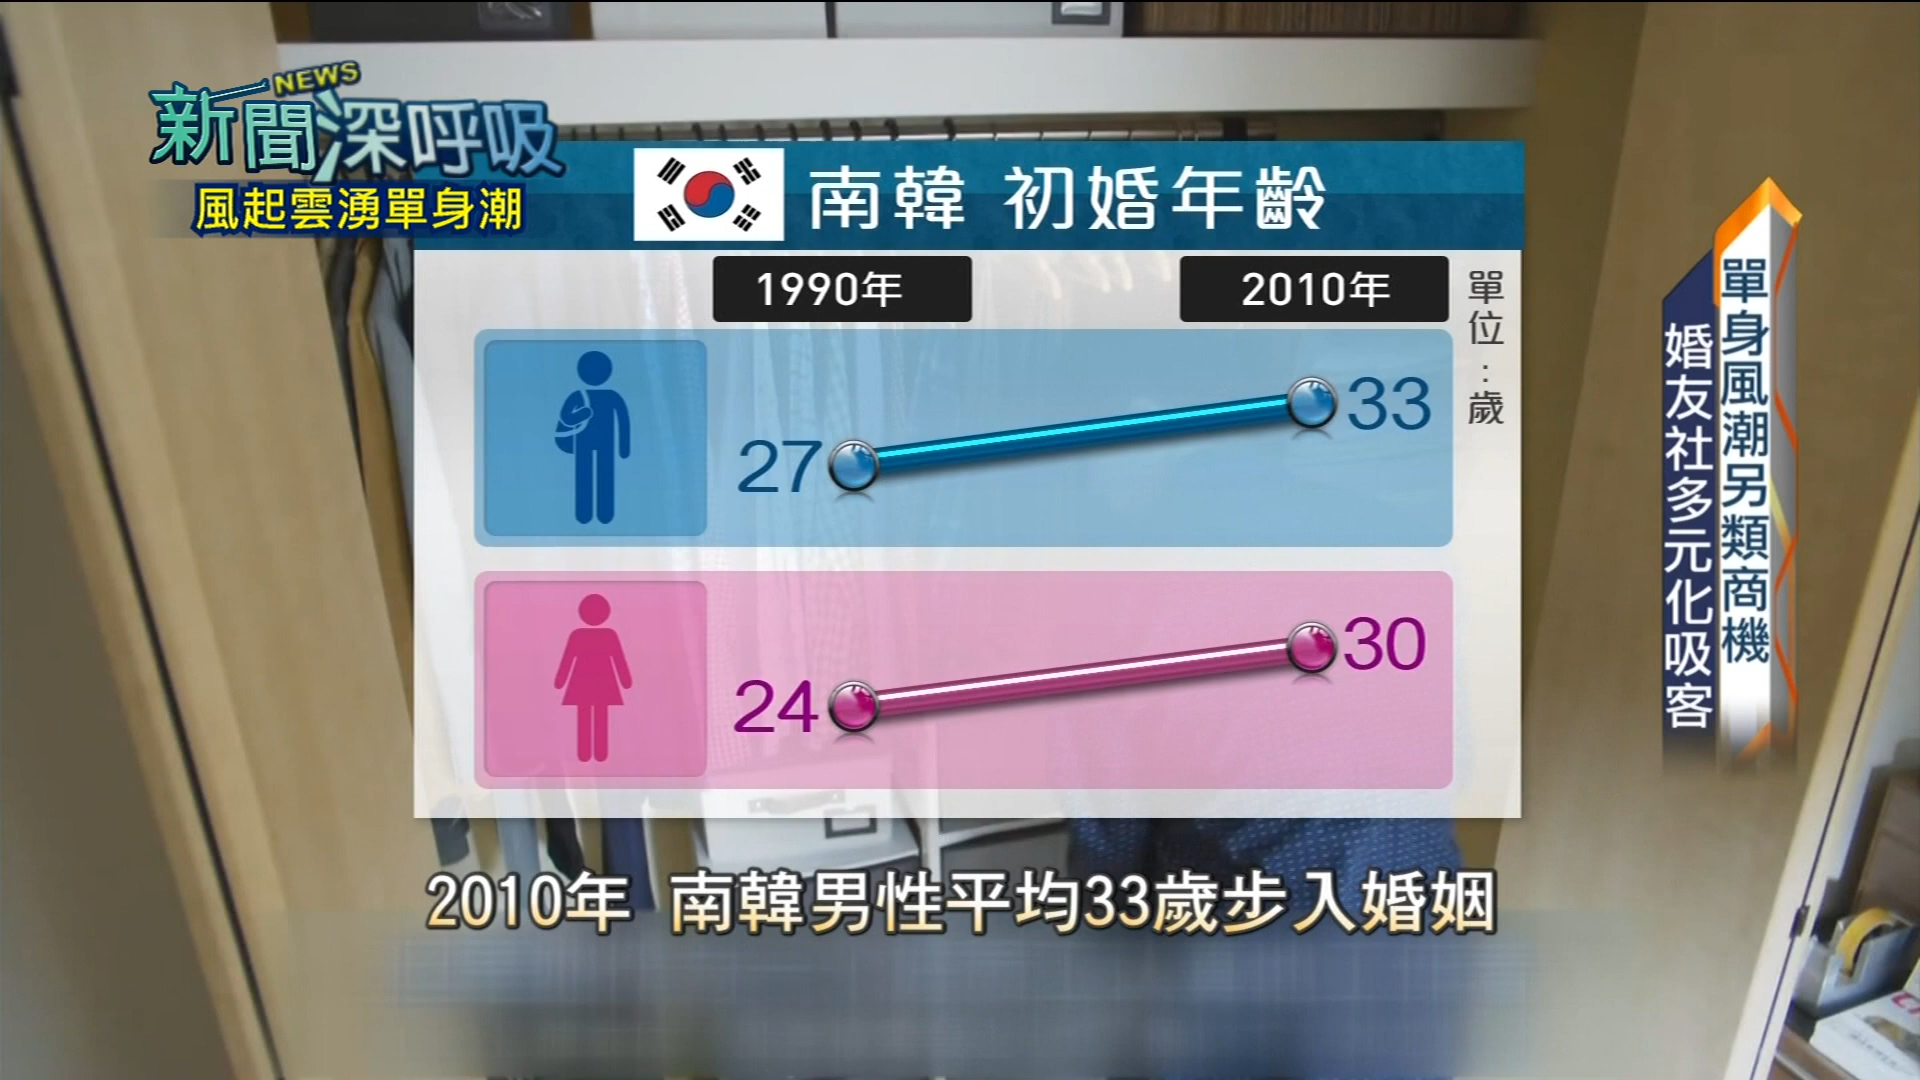 NEWS
新聞深呼吸
風起雲湧單身潮
南韓 初婚年齡
1990年
2010年
單位:歲
27
33
24
30
單身風潮另類商機
婚友社多元化吸客
2010年 南韓男性平均33歲步入婚姻